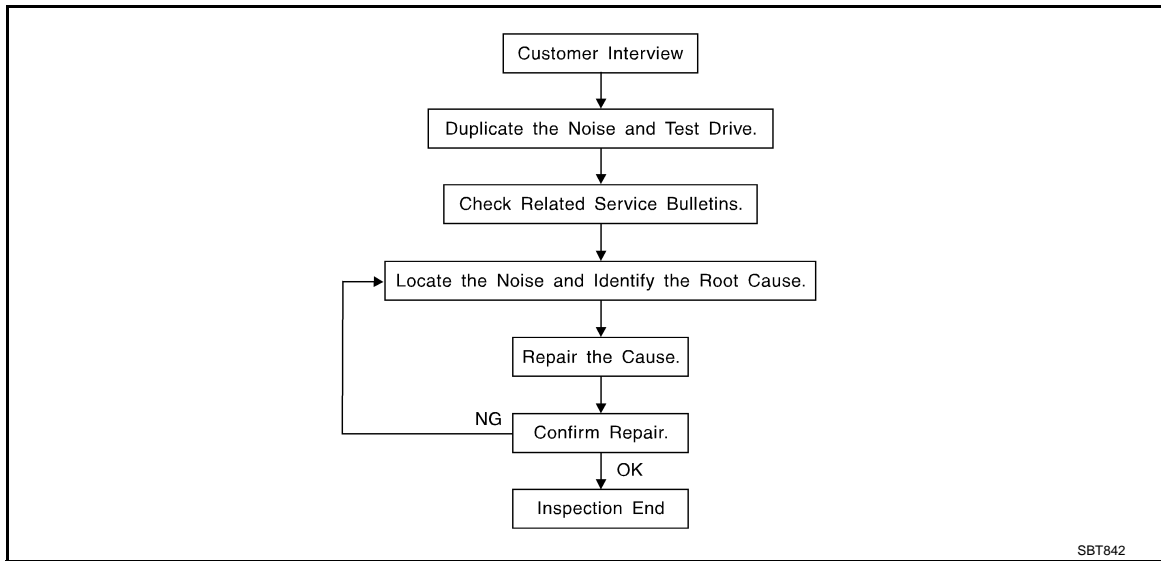 Customer Interview
Duplicate the Noise and Test Drive.
Check Related Service Bulletins.
Locate the Noise and Identify the Root Cause.
Repair the Cause.
NG
Confirm Repair.
OK
Inspection End
SBT842